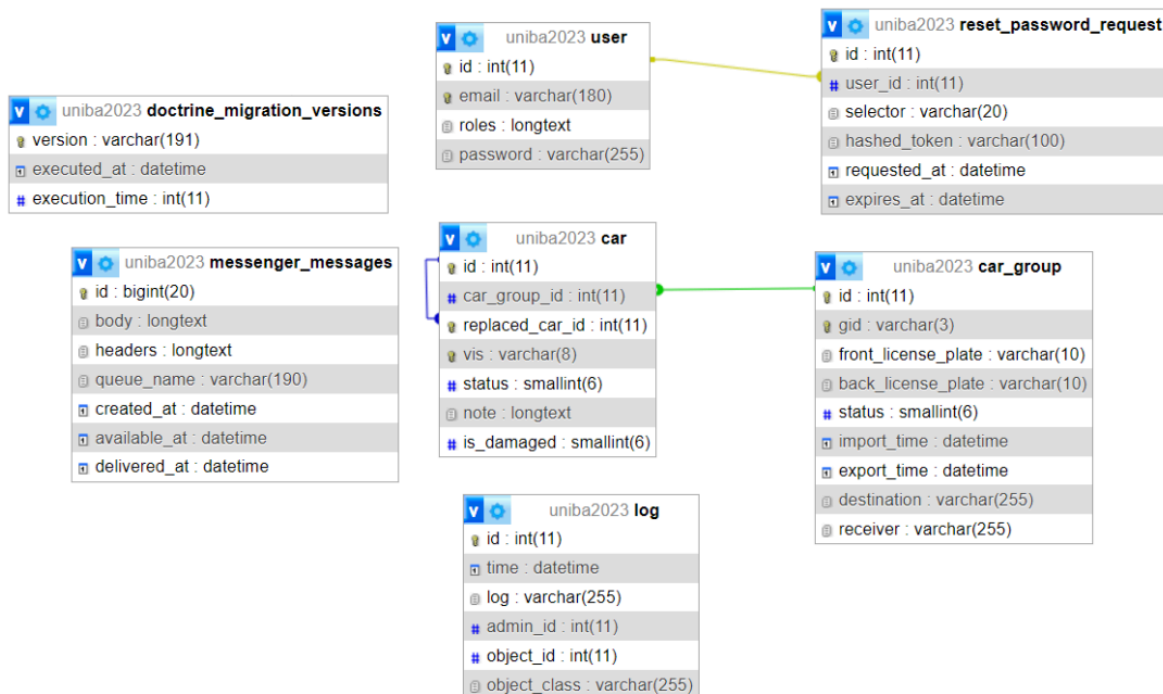 uniba2023 user
id : int(11)
email : varchar(180)
roles : longtext
password : varchar(255)
uniba2023 reset_password_request
id : int(11)
user_id : int(11)
selector : varchar(20)
hashed_token : varchar(100)
requested_at : datetime
expires_at : datetime
uniba2023 doctrine_migration_versions
version : varchar(191)
executed_at : datetime
execution_time : int(11)
uniba2023 messenger_messages
id : bigint(20)
body : longtext
headers : longtext
queue_name : varchar(190)
created_at : datetime
available_at : datetime
delivered_at : datetime
uniba2023 car
id : int(11)
car_group_id : int(11)
replaced_car_id : int(11)
vis : varchar(8)
status : smallint(6)
note : longtext
is_damaged : smallint(6)
uniba2023 car_group
id : int(11)
gid : varchar(3)
front_license_plate : varchar(10)
back_license_plate : varchar(10)
status : smallint(6)
import_time : datetime
export_time : datetime
destination : varchar(255)
receiver : varchar(255)
uniba2023 log
id : int(11)
time : datetime
log : varchar(255)
admin_id : int(11)
object_id : int(11)
object_class : varchar(255)